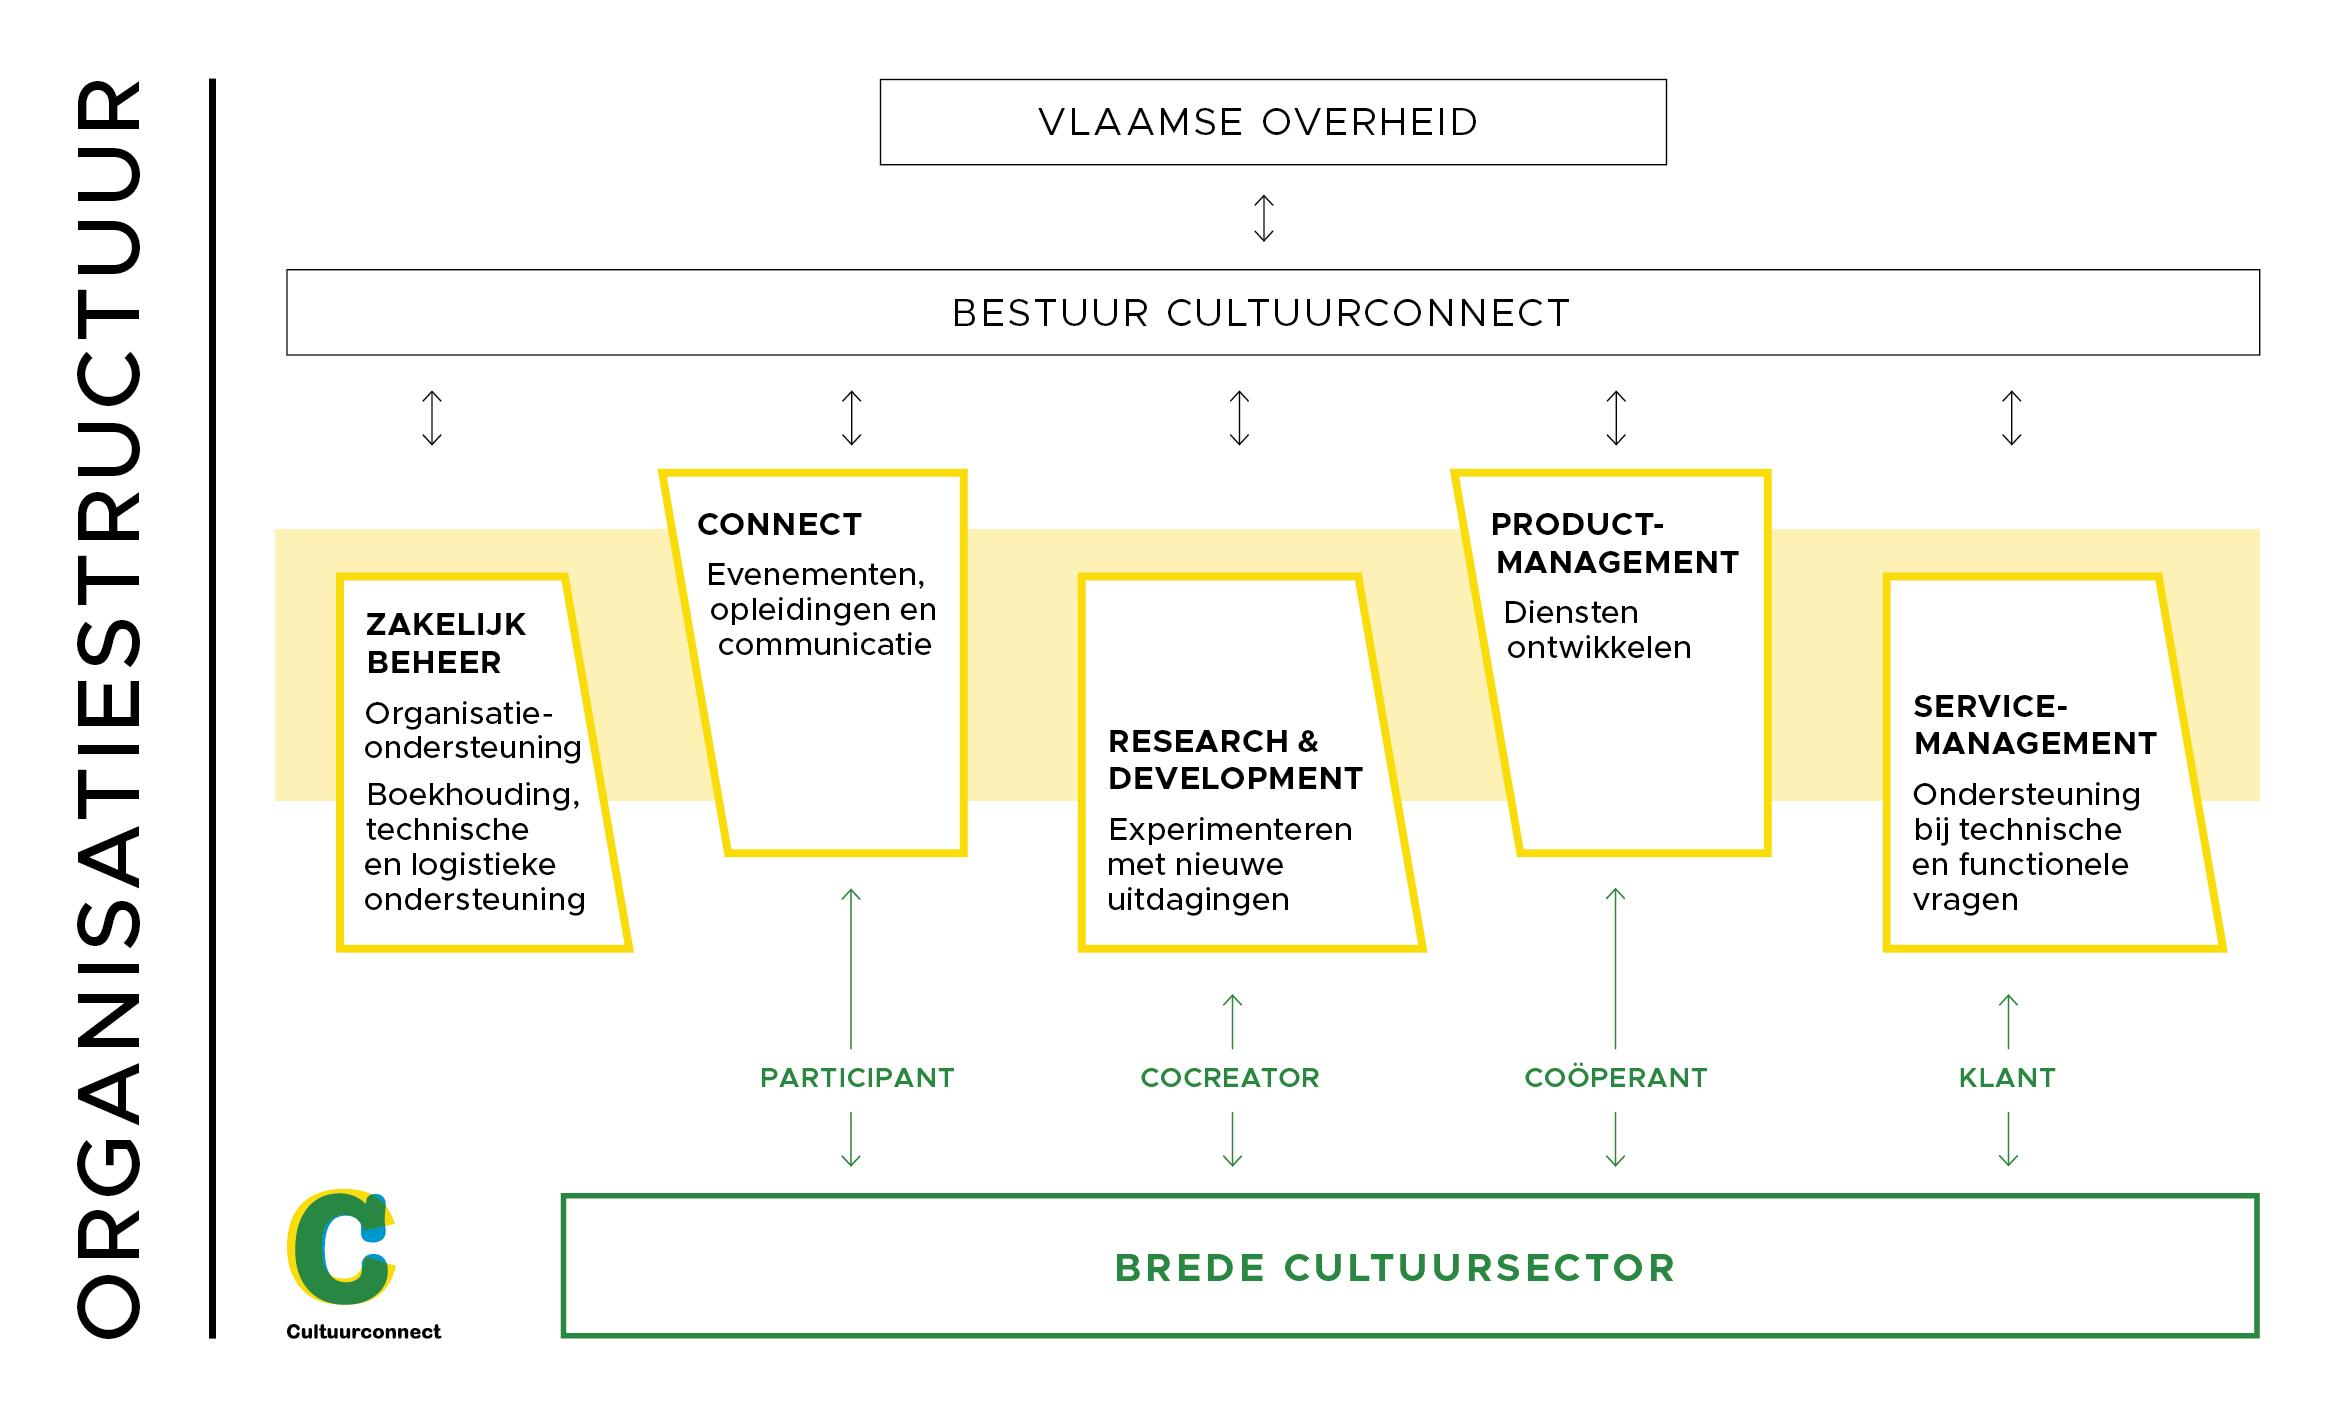 ORGANISATIESTRUCTUUR
VLAAMSE OVERHEID
BESTUUR CULTUURCONNECT
ZAKELIJK
BEHEER
Organisatie-
ondersteuning
Boekhouding,
technische
en logistieke
ondersteuning
CONNECT
Evenementen,
opleidingen en
communicatie
RESEARCH &
DEVELOPMENT
Experimenteren
met nieuwe
uitdagingen
PRODUCT-
MANAGEMENT
Diensten
ontwikkelen
SERVICE-
MANAGEMENT
Ondersteuning
bij technische
en functionele
vragen
PARTICIPANT
COCREATOR
COÖPERANT
KLANT
C
Cultuurconnect
BREDE CULTUURSECTOR